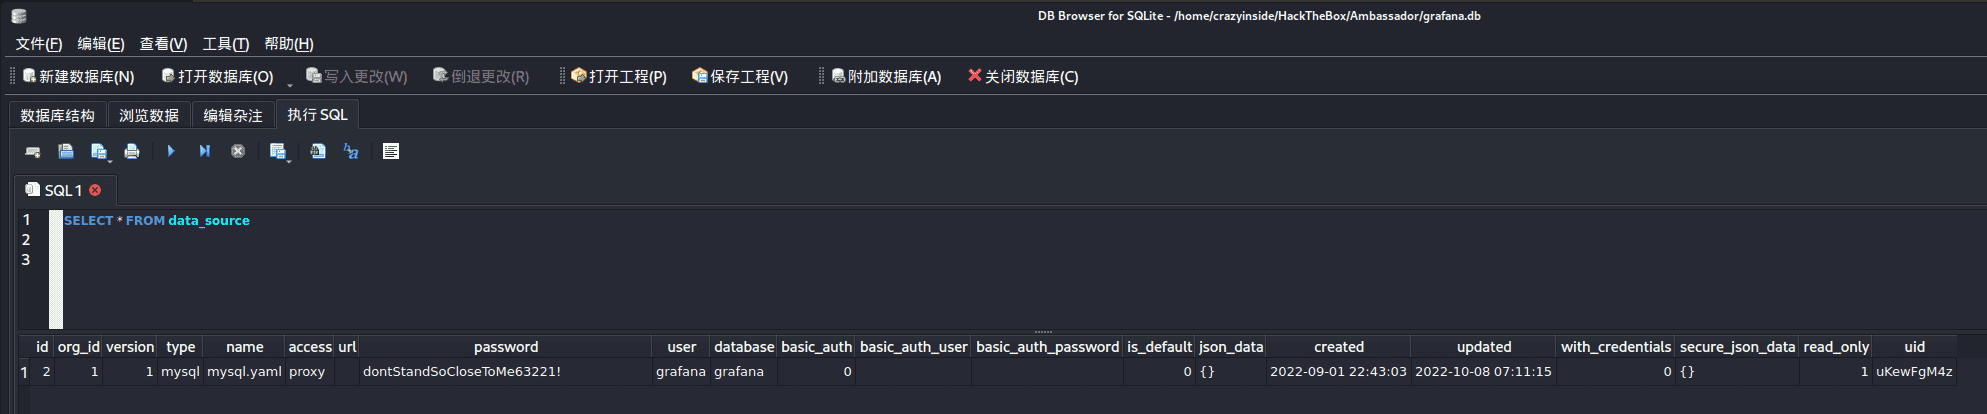 DB Browser for SQLite - /home/crazyinside/HackTheBox/Ambassador/grafana.db
文件(F) 编辑(E) 查看(V) 工具(T) 帮助(H)
新建数据库(N) 打开数据库(O) 写入更改(W) 倒退更改(R) 打开工程(P) 保存工程(V) 附加数据库(A) 关闭数据库(C)
数据库结构 浏览数据 编辑杂注 执行 SQL
SQL 1
1 SELECT * FROM data_source
2
3
id org_id version type name access url password user database basic_auth basic_auth_user basic_auth_password is_default json_data created updated with_credentials secure_json_data read_only uid
1 2 1 1 mysql mysql.yaml proxy dontStandSoCloseToMe63221! grafana grafana 0 0 {} 2022-09-01 22:43:03 2022-10-08 07:11:15 0 {} 1 uKewFgM4z